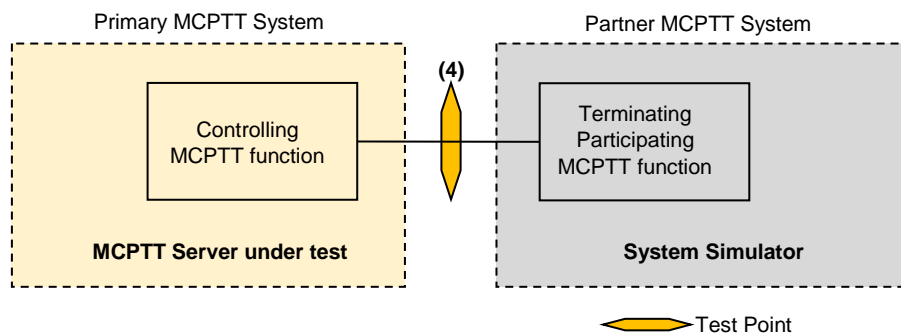 Primary MCPTT System
Partner MCPTT System
(4)
Controlling
MCPTT function
Terminating
Participating
MCPTT function
MCPTT Server under test
System Simulator
Test Point